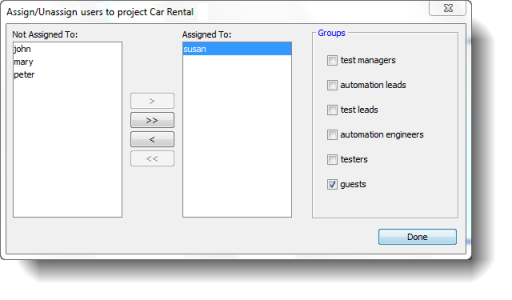 Assign/Unassign users to project Car Rental
Not Assigned To:
john
mary
peter
>
>>
<
<<
Assigned To:
susan
Groups
test managers
automation leads
test leads
automation engineers
testers
guests
Done